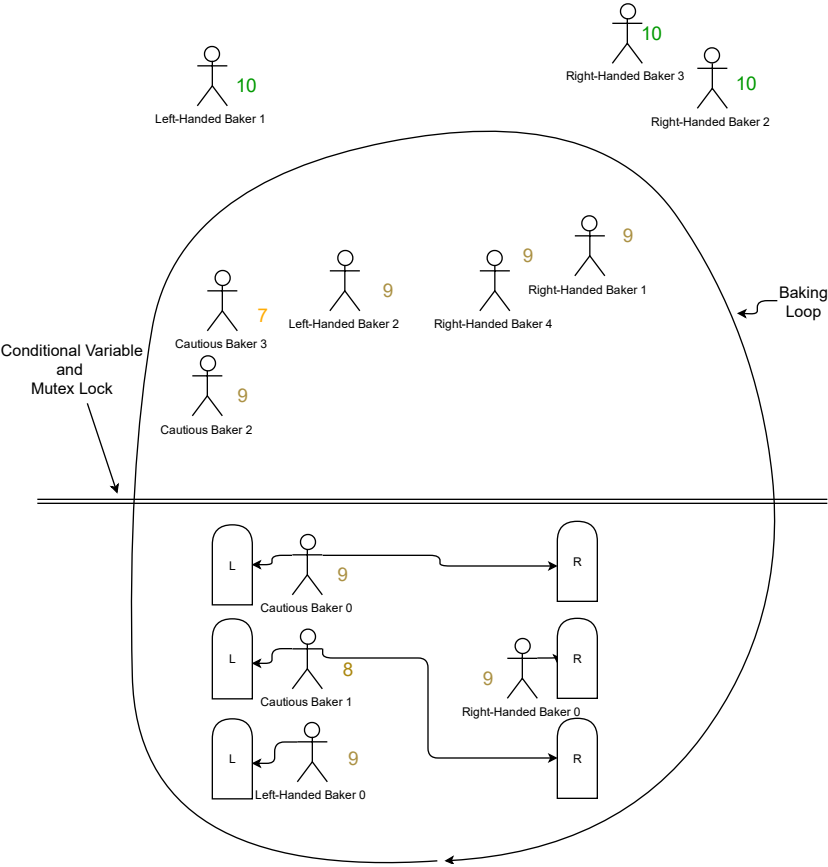 10
Right-Handed Baker 3
10
Left-Handed Baker 1
10
Right-Handed Baker 2
9
Right-Handed Baker 1
9
Right-Handed Baker 4
9
Left-Handed Baker 2
7
Cautious Baker 3
Baking
Loop
Conditional Variable
and
Mutex Lock
9
Cautious Baker 2
L
9
Cautious Baker 0
R
L
8
Cautious Baker 1
9
Right-Handed Baker 0
R
L
9
Left-Handed Baker 0
R